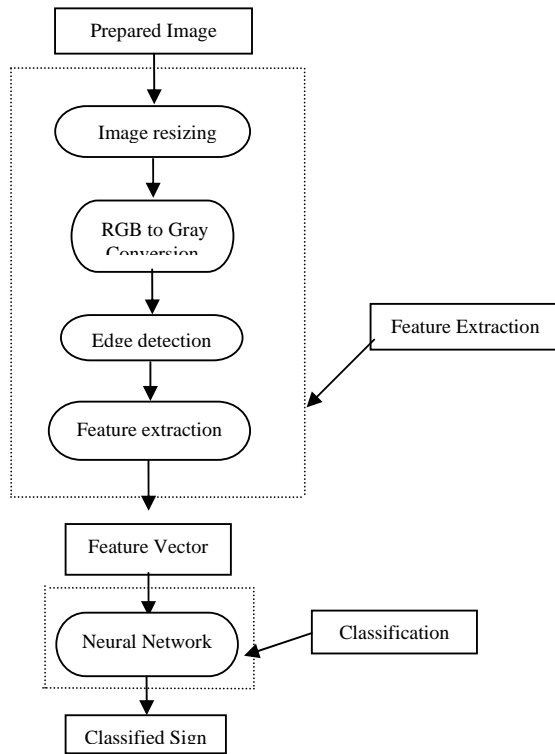 Prepared Image
Image resizing
RGB to Gray
Conversion
Edge detection
Feature Extraction
Feature extraction
Feature Vector
Neural Network
Classification
Classified Sign